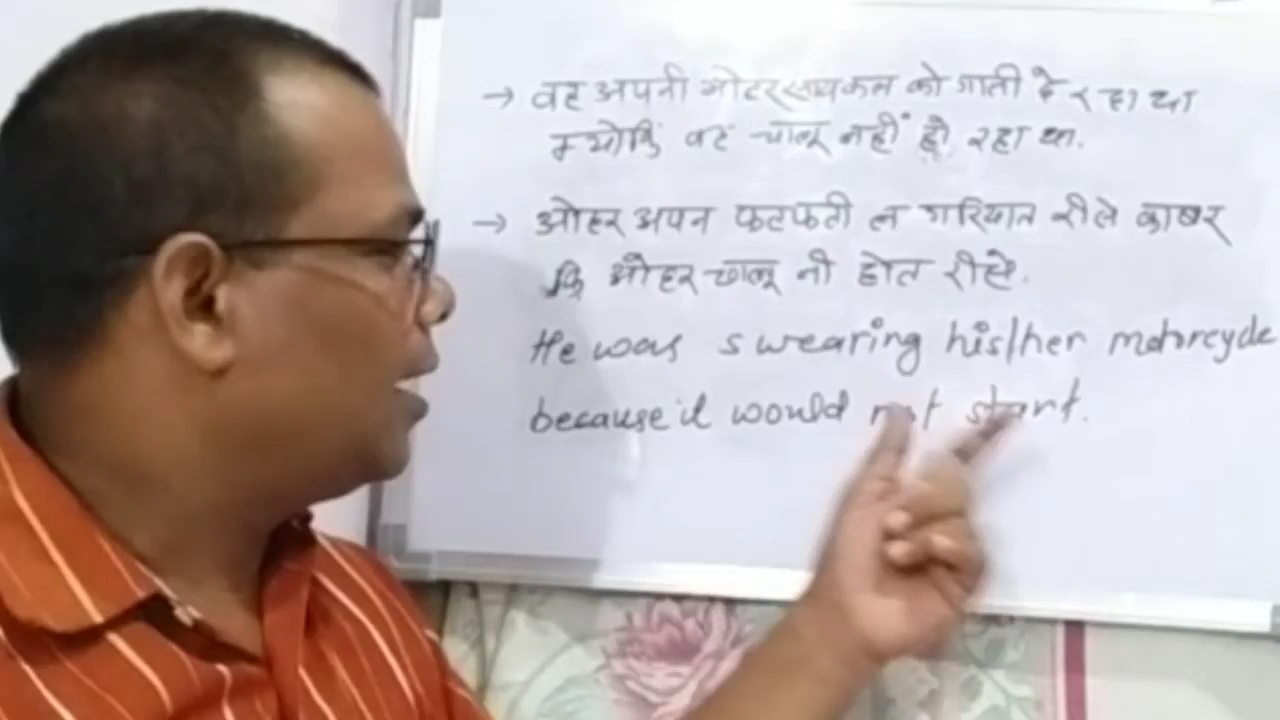 → वह अपनी मोटरसायकल को गाली दे रहा था
क्योंकि वह चालू नहीं हो रहा था.
→ ओहर अपन फटफटी ल गरियात रीहे काबर
कि ओहर चालू नी होत रीहे.
He was swearing his/her motorcycle
because it would not start.